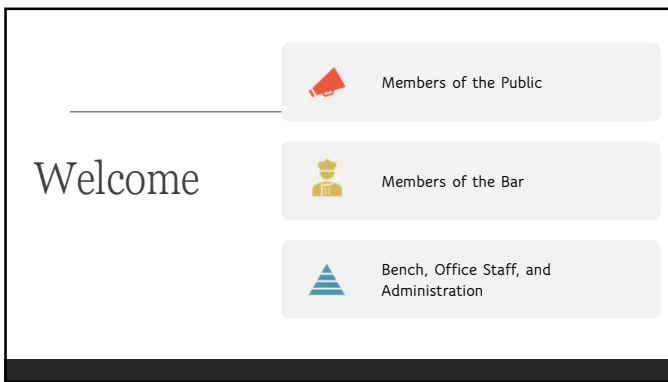 Welcome
Members of the Public
Members of the Bar
Bench, Office Staff, and
Administration